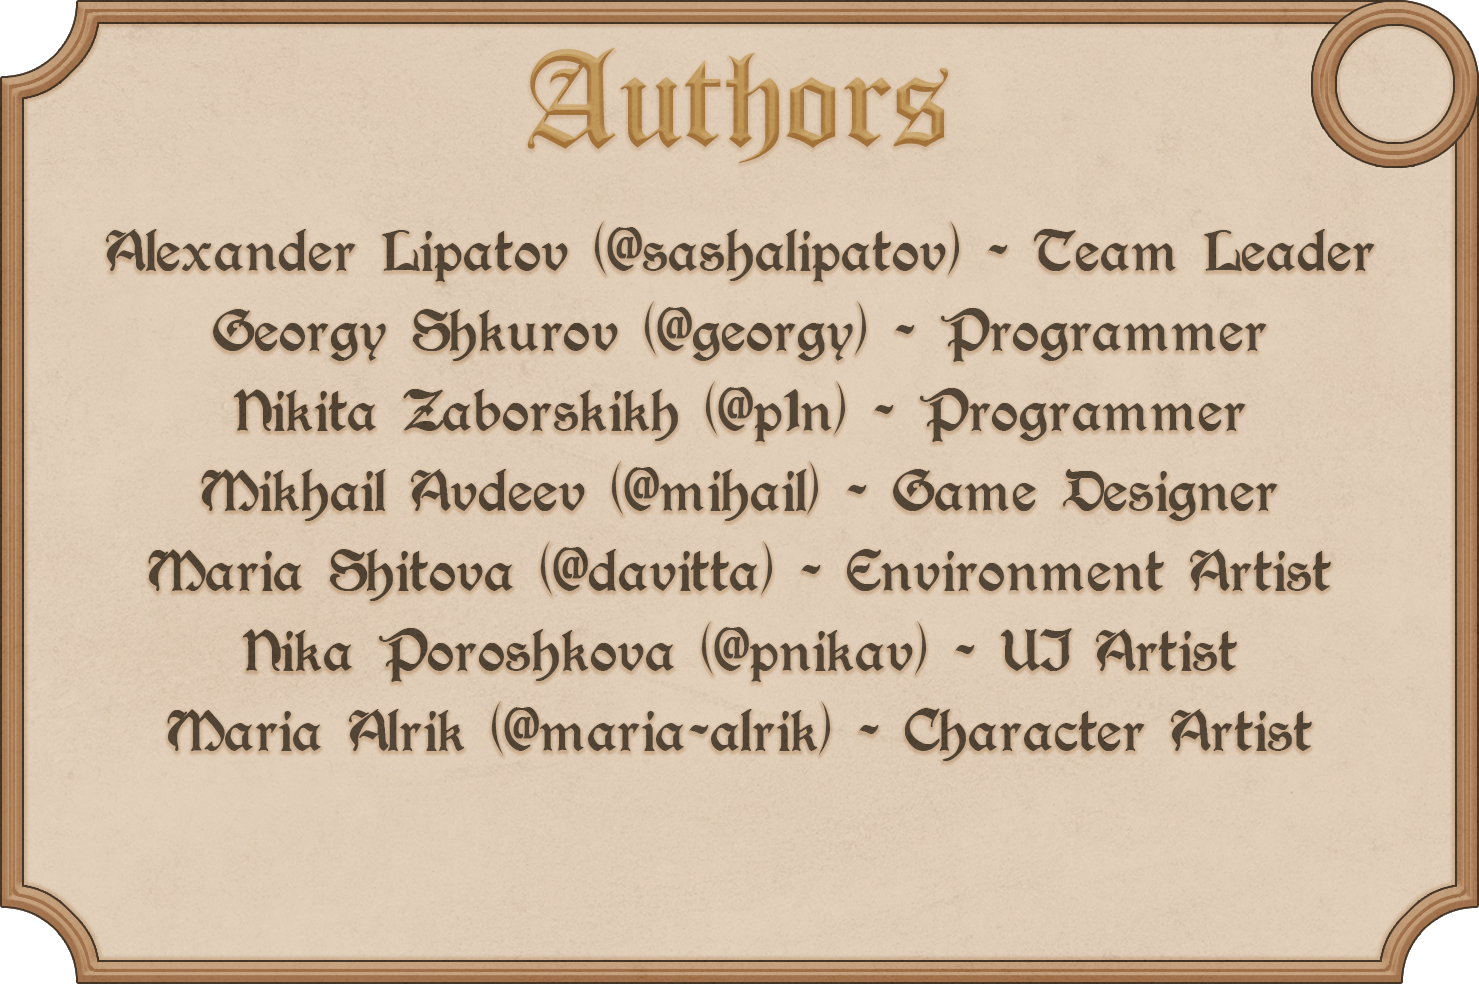 Authors
Alexander Lipatov (@sashalipatov) - Team Leader
Georgy Shkurov (@georgy) - Programmer
Nikita Zaborskikh (@p1n) - Programmer
Mikhail Avdeev (@mihail) - Game Designer
Maria Shitova (@davitta) - Environment Artist
Nika Poroshkova (@pnikav) - UI Artist
Maria Alrik (@maria-alrik) - Character Artist